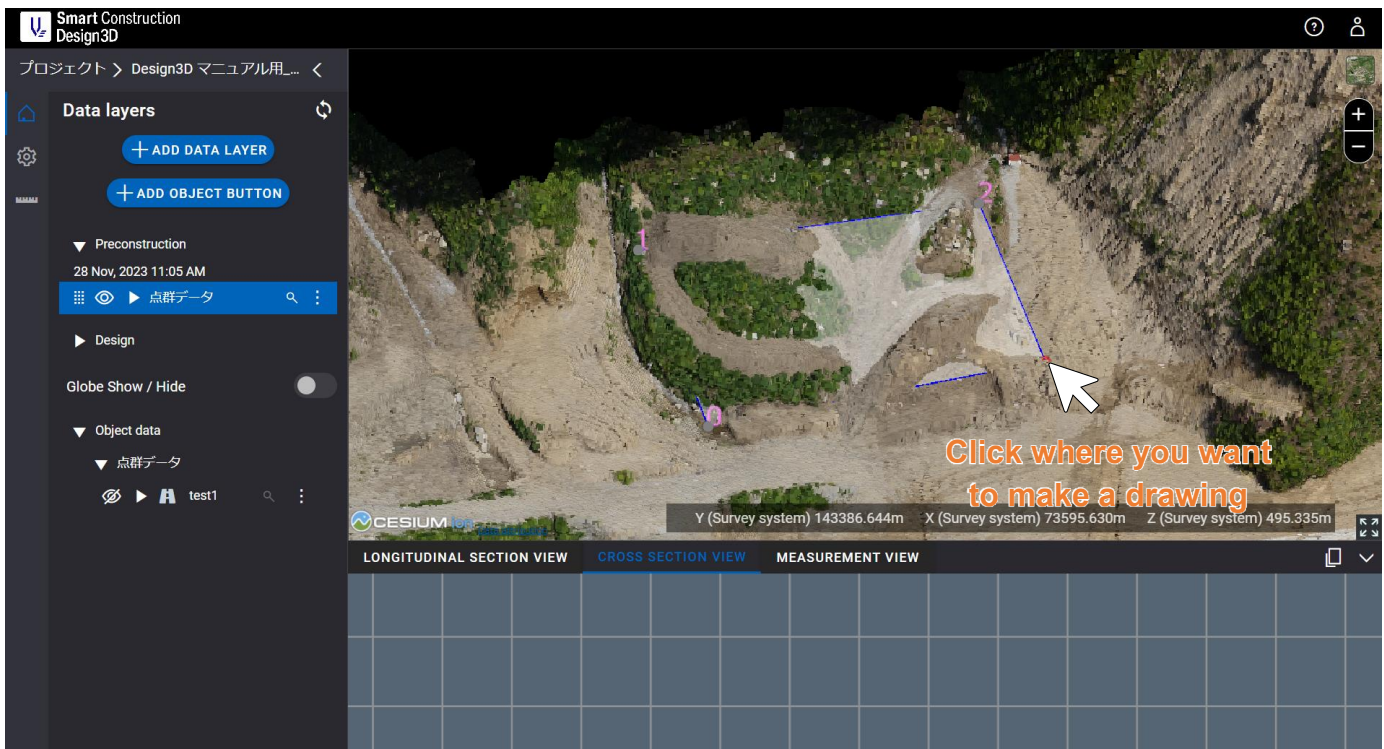 Smart Construction
Design3D
プロジェクト > Design3D マニュアル用_...
Data layers
+ ADD DATA LAYER
+ ADD OBJECT BUTTON
Preconstruction
28 Nov, 2023 11:05 AM
点群データ
Design
Globe Show / Hide
Object data
点群データ
test1
1
2
0
+
-
Click where you want
to make a drawing
CESIUM ion
Y (Survey system) 143386.644m X (Survey system) 73595.630m Z (Survey system) 495.335m
LONGITUDINAL SECTION VIEW CROSS SECTION VIEW MEASUREMENT VIEW